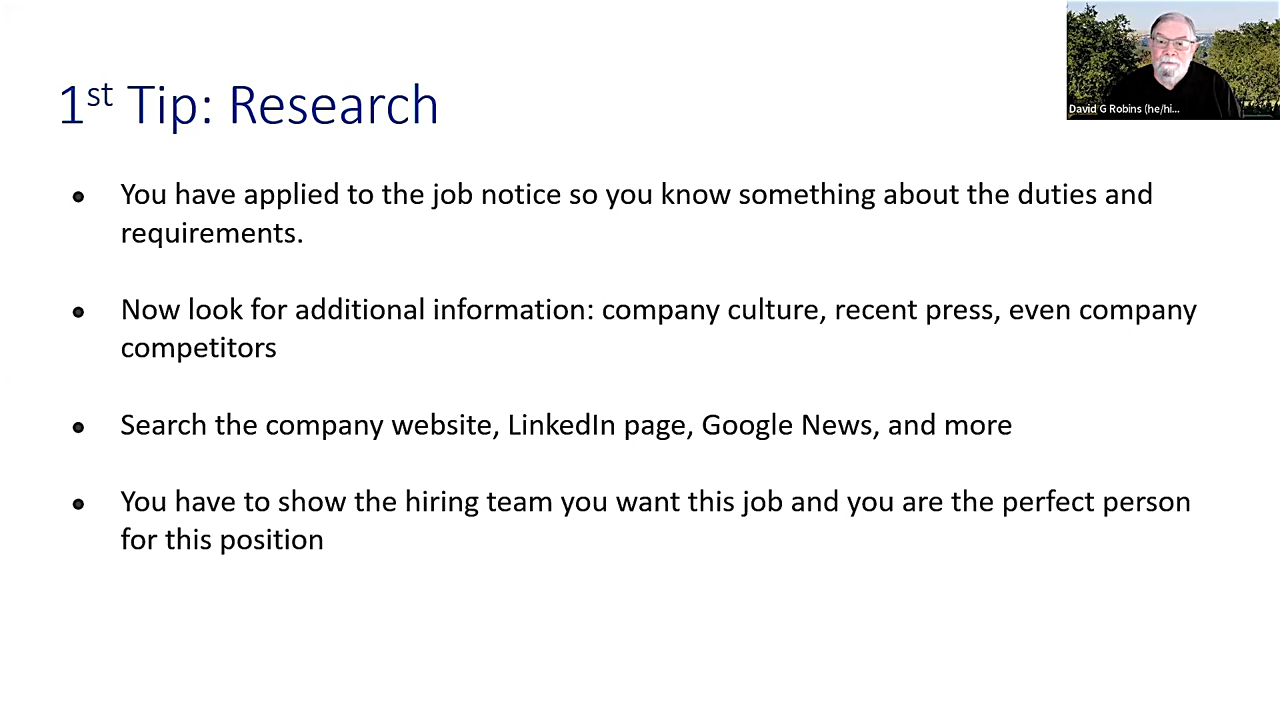 1st Tip: Research
David G Robins (he/hi...
● You have applied to the job notice so you know something about the duties and
requirements.
● Now look for additional information: company culture, recent press, even company
competitors
● Search the company website, LinkedIn page, Google News, and more
● You have to show the hiring team you want this job and you are the perfect person
for this position